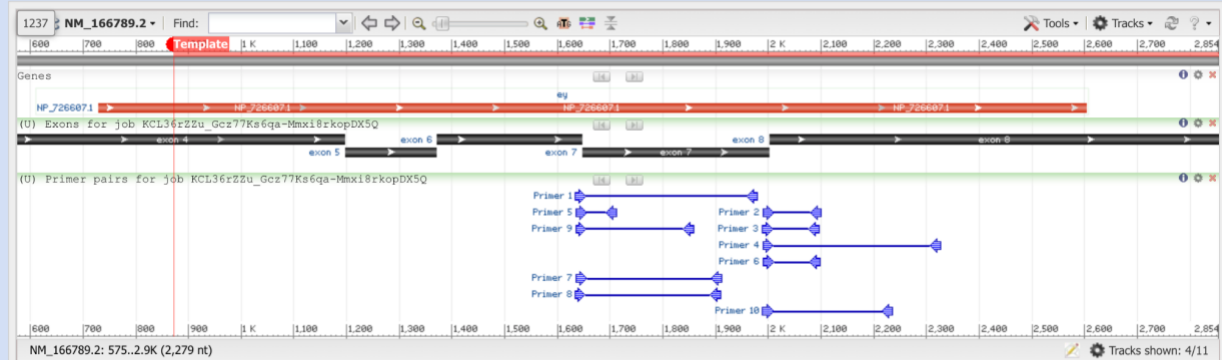 1237 NM_166789.2 Find: Tools Tracks ?
600 700 800 Template 1 K 1,100 1,200 1,300 1,400 1,500 1,600 1,700 1,800 1,900 2 K 2,100 2,200 2,300 2,400 2,500 2,600 2,700 2,854
Genes
ey
NP_726607.1 NP_726607.1 NP_726607.1 NP_726607.1
(U) Exons for job KCL36rZZu_Gcz77Ks6qa-Mmxi8rkopDX5Q
exon 4 exon 6 exon 8 exon 8
exon 5 exon 7 exon 7
(U) Primer pairs for job KCL36rZZu_Gcz77Ks6qa-Mmxi8rkopDX5Q
Primer 1
Primer 5 Primer 2
Primer 9 Primer 3
Primer 4
Primer 6
Primer 7
Primer 8
Primer 10
600 700 800 900 1 K 1,100 1,200 1,300 1,400 1,500 1,600 1,700 1,800 1,900 2 K 2,100 2,200 2,300 2,400 2,500 2,600 2,700 2,854
NM_166789.2: 575..2.9K (2,279 nt) Tracks shown: 4/11